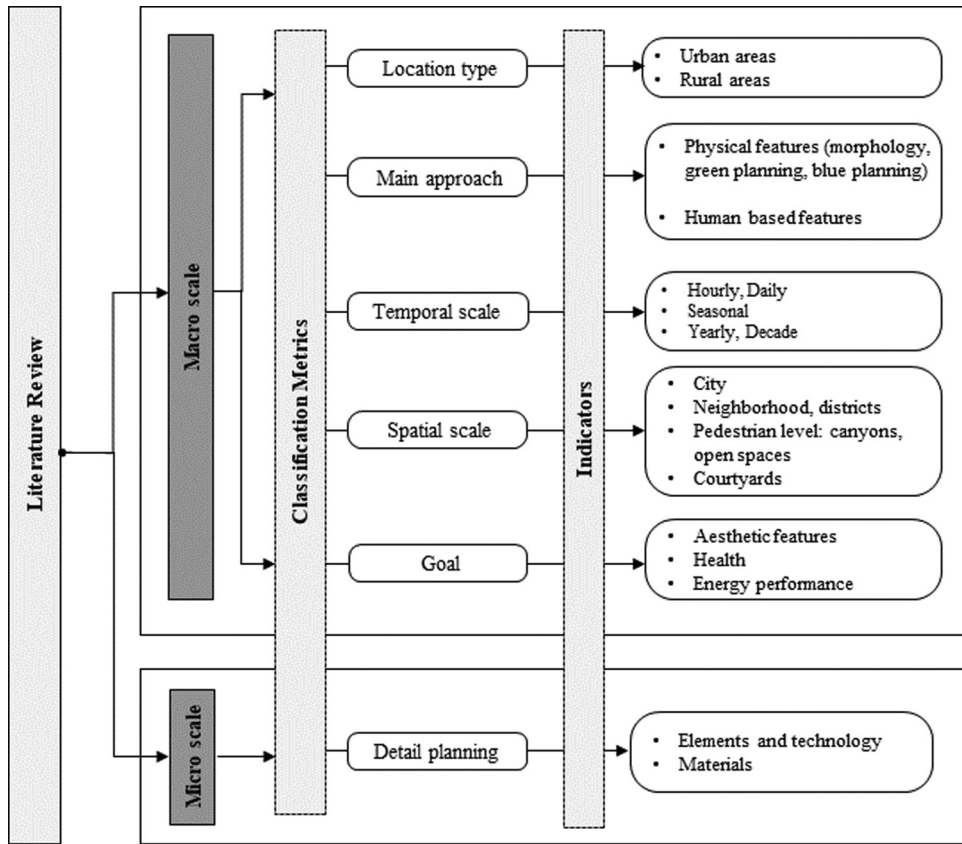 Literature Review
Macro scale
Classification Metrics
Location type
Indicators
• Urban areas
• Rural areas
Main approach
• Physical features (morphology,
green planning, blue planning)
• Human based features
Temporal scale
• Hourly, Daily
• Seasonal
• Yearly, Decade
Spatial scale
• City
• Neighborhood, districts
• Pedestrian level: canyons,
open spaces
• Courtyards
Goal
• Aesthetic features
• Health
• Energy performance
Micro scale
Detail planning
• Elements and technology
• Materials